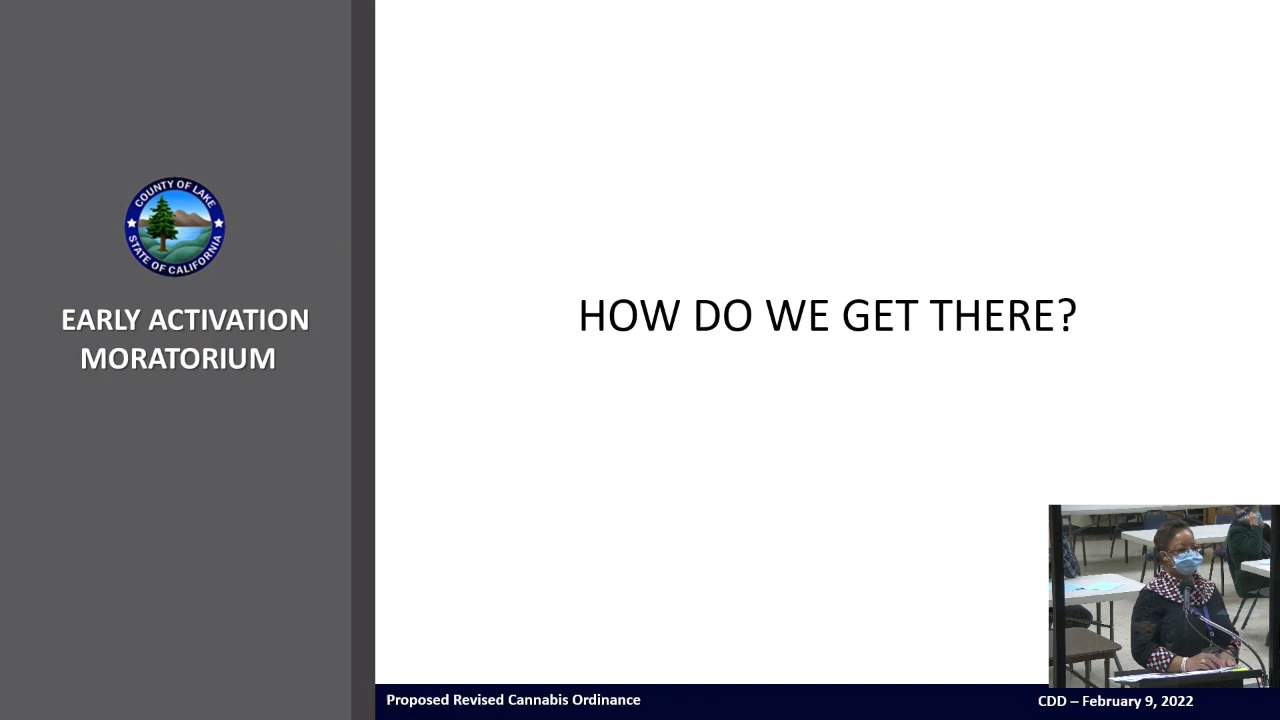 COUNTY OF LAKE
STATE OF CALIFORNIA
EARLY ACTIVATION
MORATORIUM
HOW DO WE GET THERE?
Proposed Revised Cannabis Ordinance
CDD – February 9, 2022